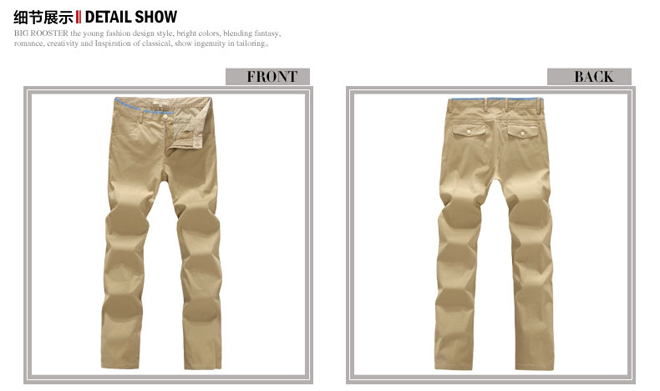 细节展示 DETAIL SHOW
BIG ROOSTER the young fashion design style, bright colors, blending fantasy,
romance, creativity and Inspiration of classical, show ingenuity in tailoring。
FRONT
BACK